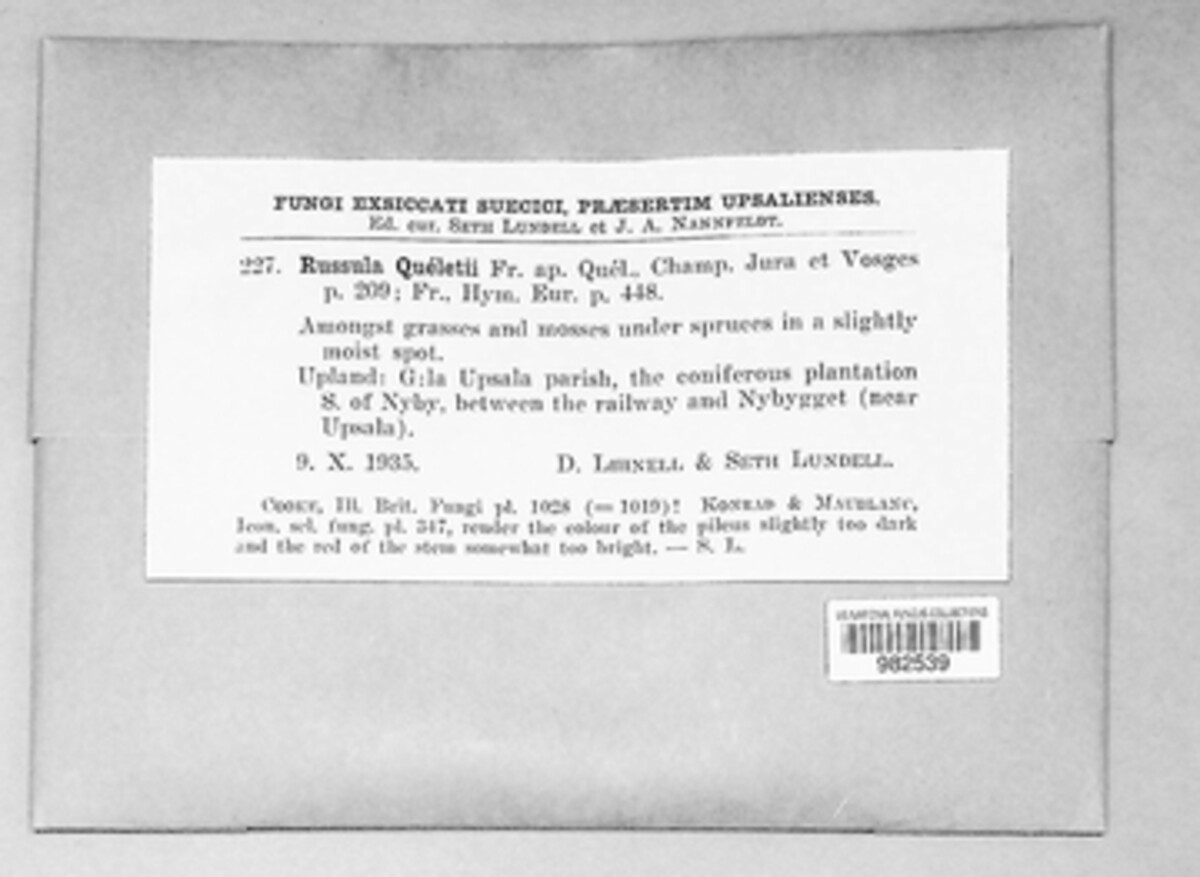 FUNGI EXSICCATI SUECICI, PRÆSERTIM UPSALIENSES.
Ed. cur. SETH LUNDELL et J. A. NANNFELDT.
227. Russula Quéletii Fr. ap. Quél., Champ. Jura et Vosges
p. 209; Fr., Hym. Eur. p. 448.
Amongst grasses and mosses under spruces in a slightly
moist spot.
Upland: G:la Upsala parish, the coniferous plantation
S. of Nyby, between the railway and Nybygget (near
Upsala).
9. X. 1935. D. LIHNELL & SETH LUNDELL.
COOKE, Ill. Brit. Fungi pl. 1028 (=1019)! KONRAD & MAUBLANC,
Icon. sel. fung. pl. 347, render the colour of the pileus slightly too dark
and the red of the stem somewhat too bright. — S. L.
US NATIONAL FUNGUS COLLECTIONS
982539